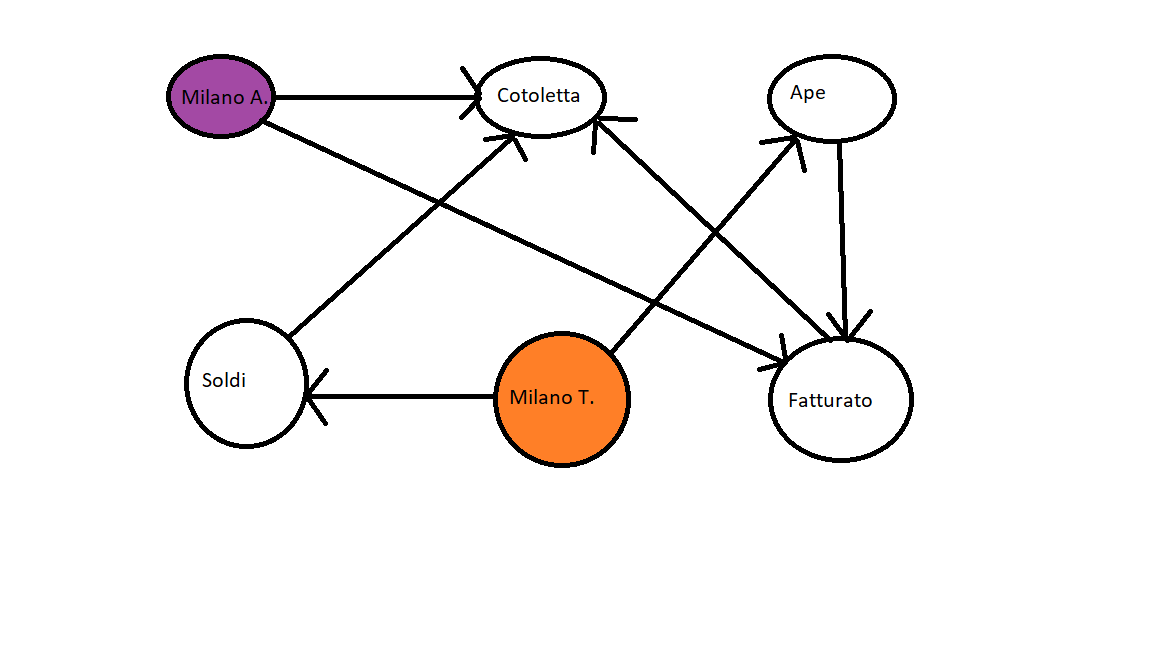 Milano A.
Cotoletta
Ape
Soldi
Milano T.
Fatturato